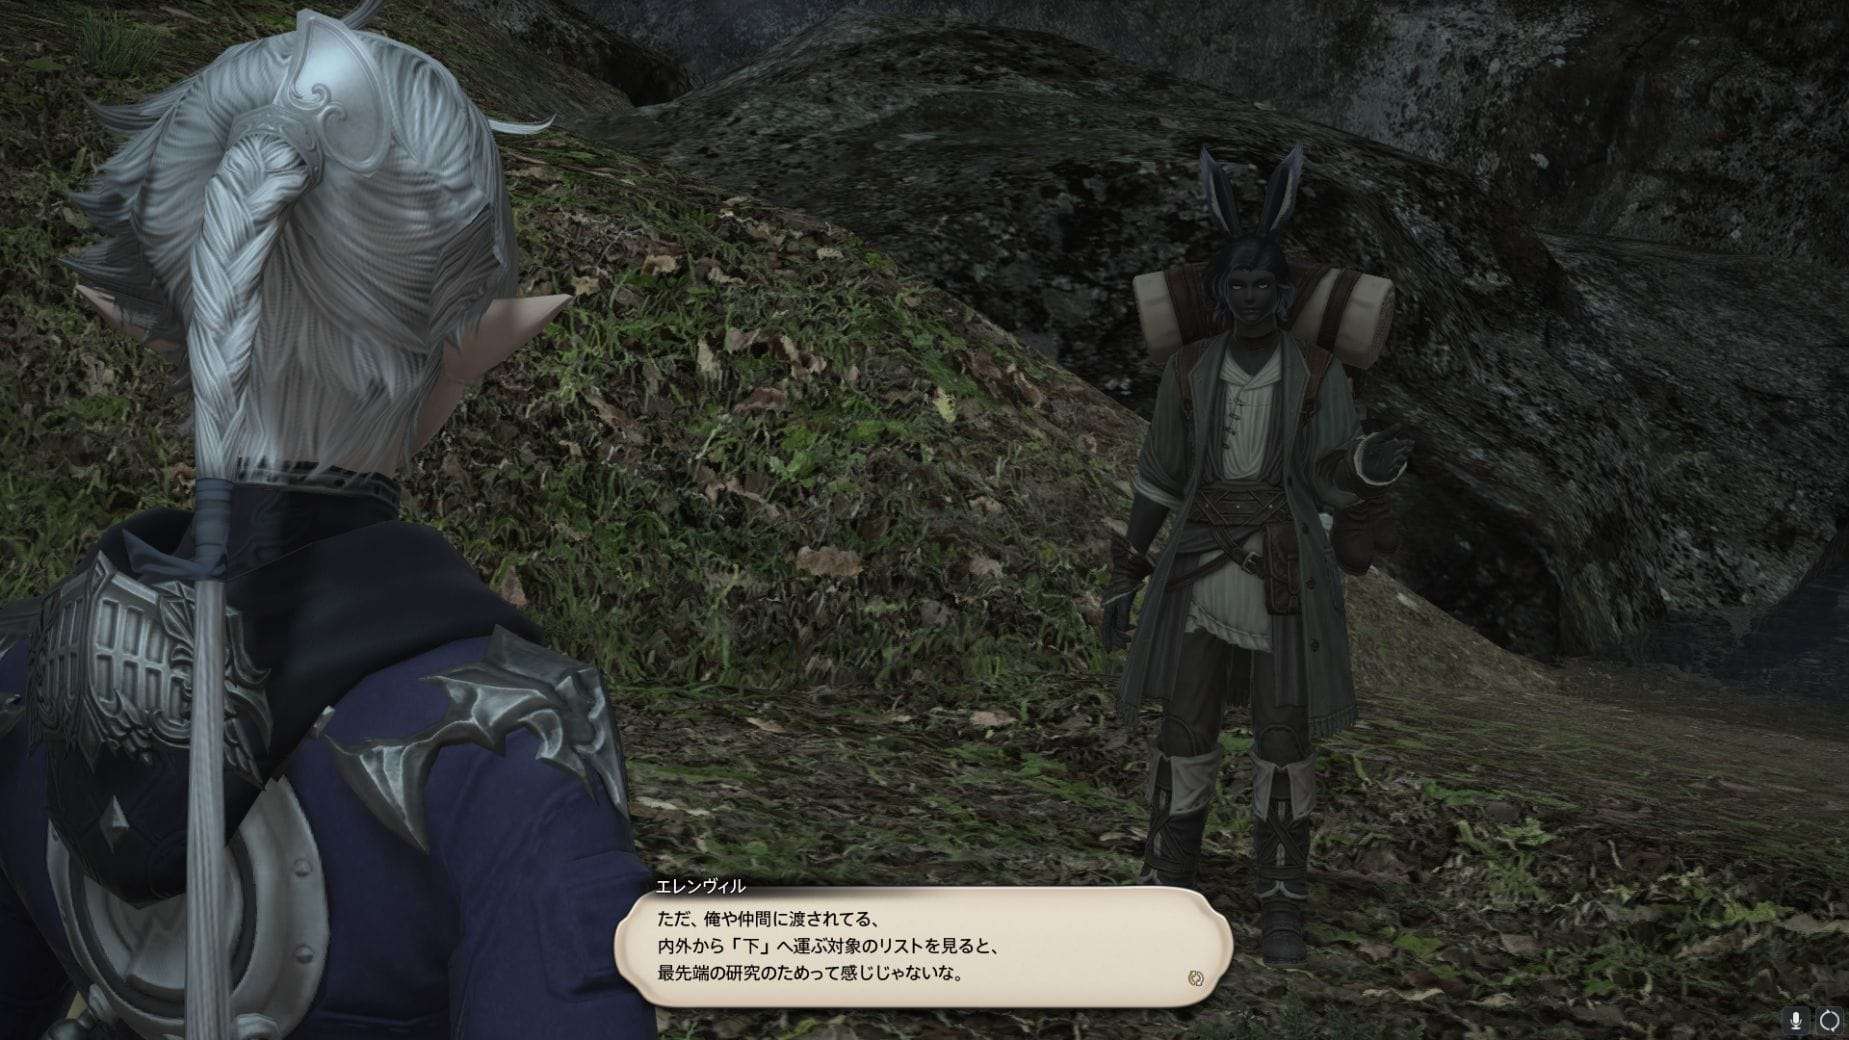 エレンヴィル
ただ、俺や仲間に渡されてる、
内外から「下」へ運ぶ対象のリストを見ると、
最先端の研究のためって感じじゃないな。